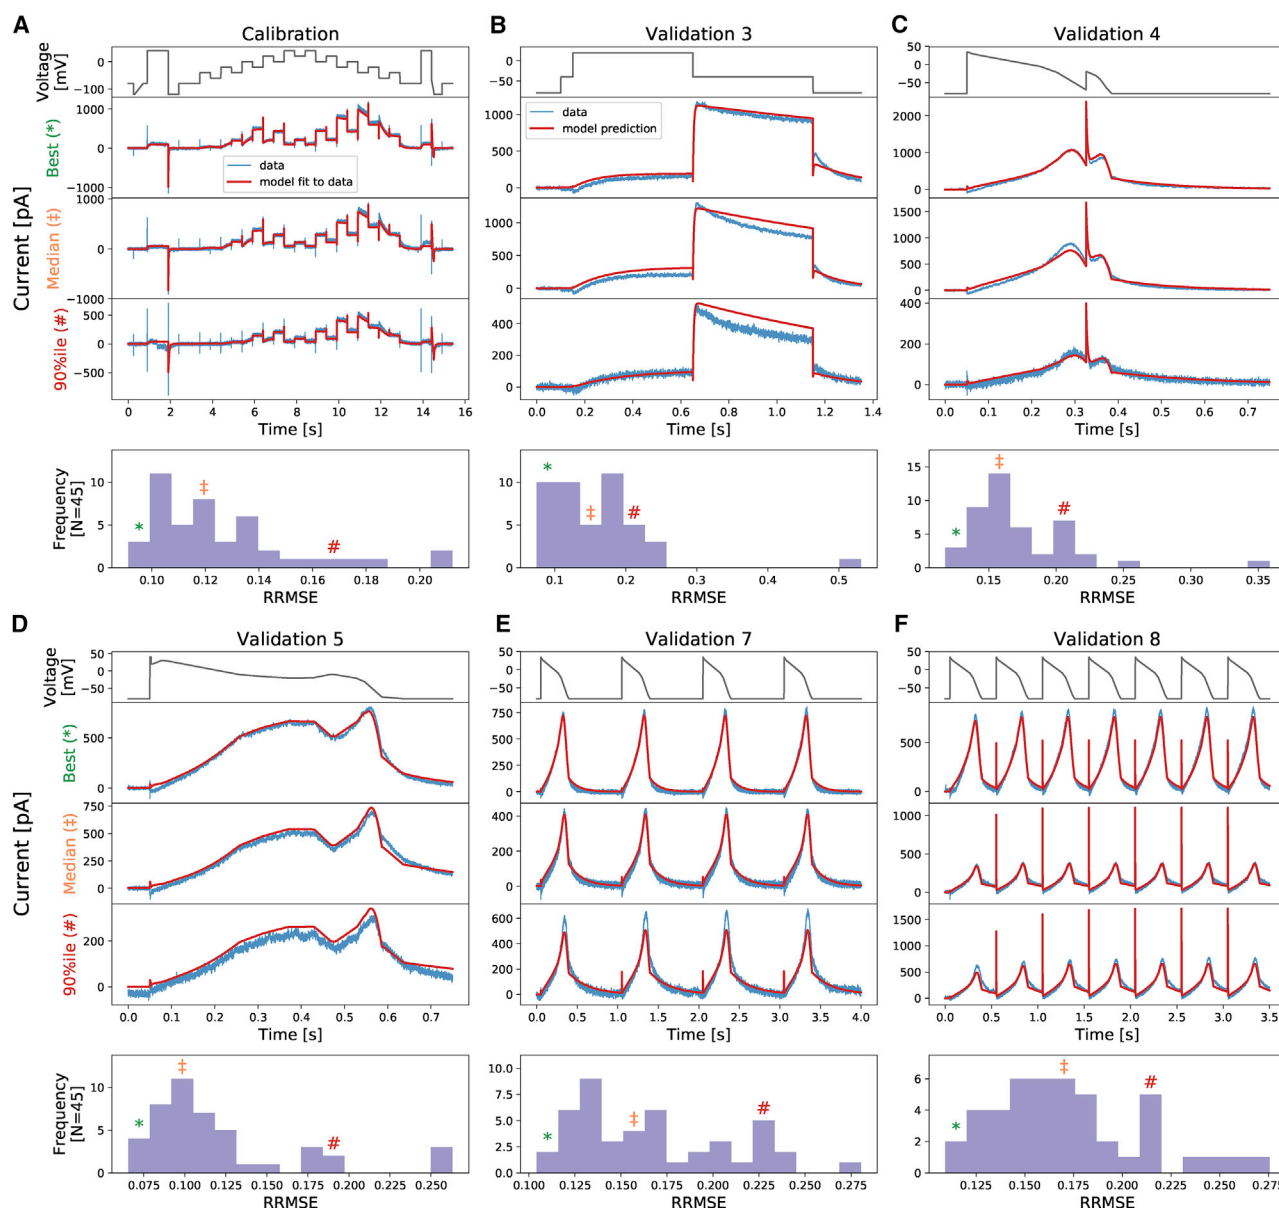 A
Calibration
B
Validation 3
C
Validation 4
Voltage
[mV]
0
−100
0
−50
50
0
−50
Current [pA]
Best (*)
1000
0
−1000
data
model fit to data
1000
500
0
data
model prediction
2000
1000
0
Median (‡)
1000
0
−1000
1000
500
0
1500
1000
500
0
90%ile (#)
500
0
−500
400
200
0
400
200
0
0 2 4 6 8 10 12 14 16
Time [s]
0.0 0.2 0.4 0.6 0.8 1.0 1.2 1.4
Time [s]
0.0 0.1 0.2 0.3 0.4 0.5 0.6 0.7
Time [s]
Frequency
[N=45]
10
5
0
* ‡ #
0.10 0.12 0.14 0.16 0.18 0.20
RRMSE
10
5
0
* ‡ #
0.1 0.2 0.3 0.4 0.5
RRMSE
15
10
5
0
* ‡ #
0.15 0.20 0.25 0.30 0.35
RRMSE
D
Validation 5
E
Validation 7
F
Validation 8
Voltage
[mV]
50
0
−50
50
0
−50
50
0
−50
Current [pA]
Best (*)
500
0
750
500
250
0
500
0
Median (‡)
750
500
250
0
400
200
0
1000
500
0
90%ile (#)
200
0
600
400
200
0
1500
1000
500
0
0.0 0.1 0.2 0.3 0.4 0.5 0.6 0.7
Time [s]
0.0 0.5 1.0 1.5 2.0 2.5 3.0 3.5 4.0
Time [s]
0.0 0.5 1.0 1.5 2.0 2.5 3.0 3.5
Time [s]
Frequency
[N=45]
10
5
0
* ‡ #
0.075 0.100 0.125 0.150 0.175 0.200 0.225 0.250
RRMSE
10.0
7.5
5.0
2.5
0.0
* ‡ #
0.100 0.125 0.150 0.175 0.200 0.225 0.250 0.275
RRMSE
6
4
2
0
* ‡ #
0.125 0.150 0.175 0.200 0.225 0.250 0.275
RRMSE